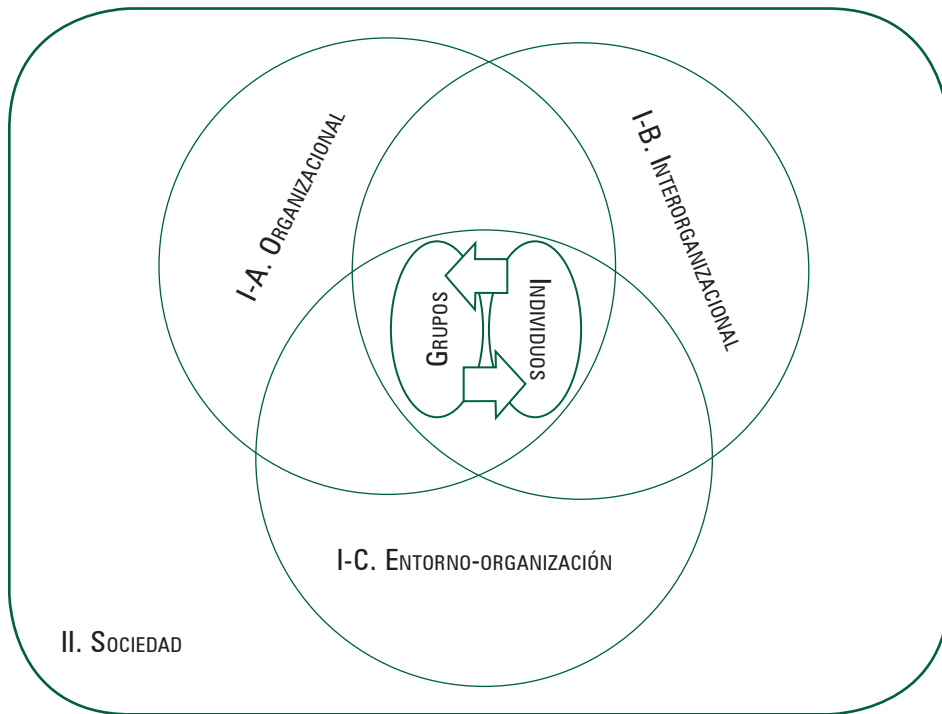 I-A. Organizacional
I-B. Interorganizacional
Grupos
Individuos
I-C. Entorno-organización
II. Sociedad